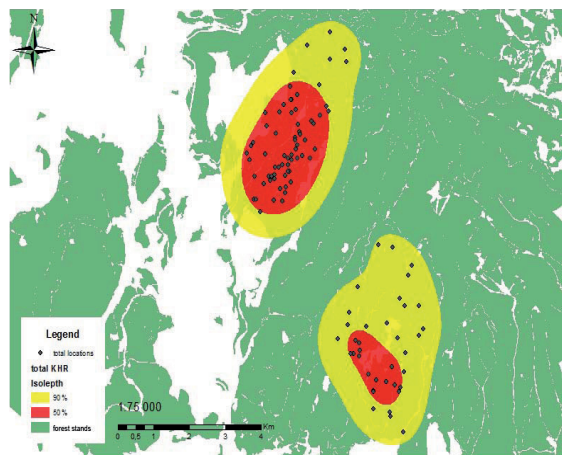 N
Legend
total locations
total KHR
Isolepth
90 %
50 %
forest stands
1:75 000
0 0,5 1 2 3 4
Km